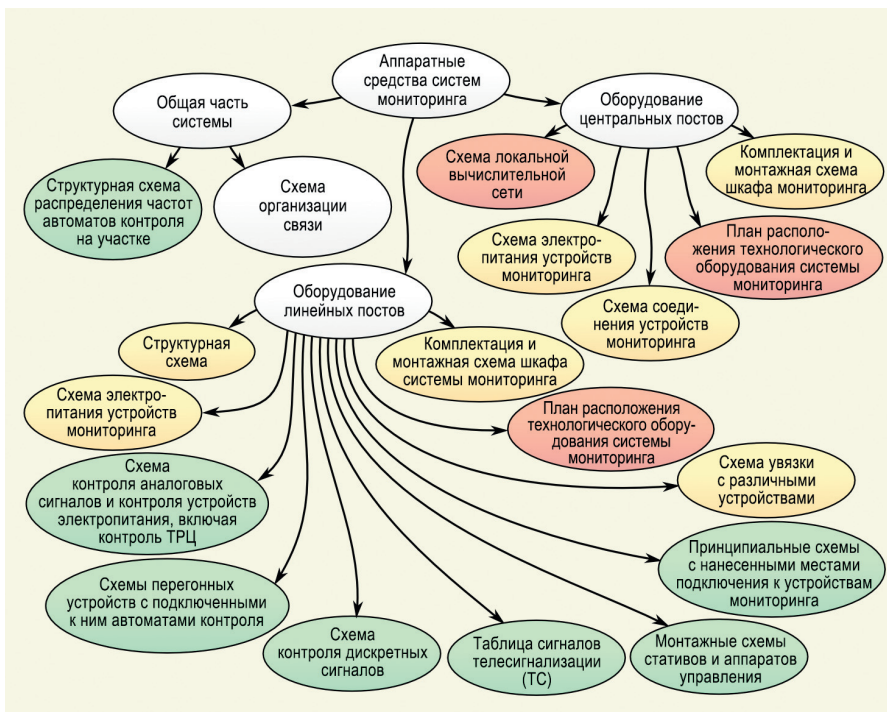 Аппаратные
средства систем
мониторинга
Общая часть
системы
Оборудование
центральных постов
Структурная схема
распределения частот
автоматов контроля
на участке
Схема
организации
связи
Схема локальной
вычислительной
сети
Комплектация и
монтажная схема
шкафа мониторинга
Схема электро-
питания устройств
мониторинга
План располо-
жения технологического
оборудования системы
мониторинга
Схема соеди-
нения устройств
мониторинга
Оборудование
линейных постов
Структурная
схема
Комплектация и
монтажная схема шкафа
системы мониторинга
Схема электро-
питания устройств
мониторинга
План расположения
технологического обору-
дования системы
мониторинга
Схема
контроля аналоговых
сигналов и контроля устройств
электропитания, включая
контроль ТРЦ
Схема увязки
с различными
устройствами
Принципиальные схемы
с нанесенными местами
подключения к устройствам
мониторинга
Схемы перегонных
устройств с подключенными
к ним автоматами контроля
Схема
контроля дискретных
сигналов
Таблица сигналов
телесигнализации
(ТС)
Монтажные схемы
стативов и аппаратов
управления